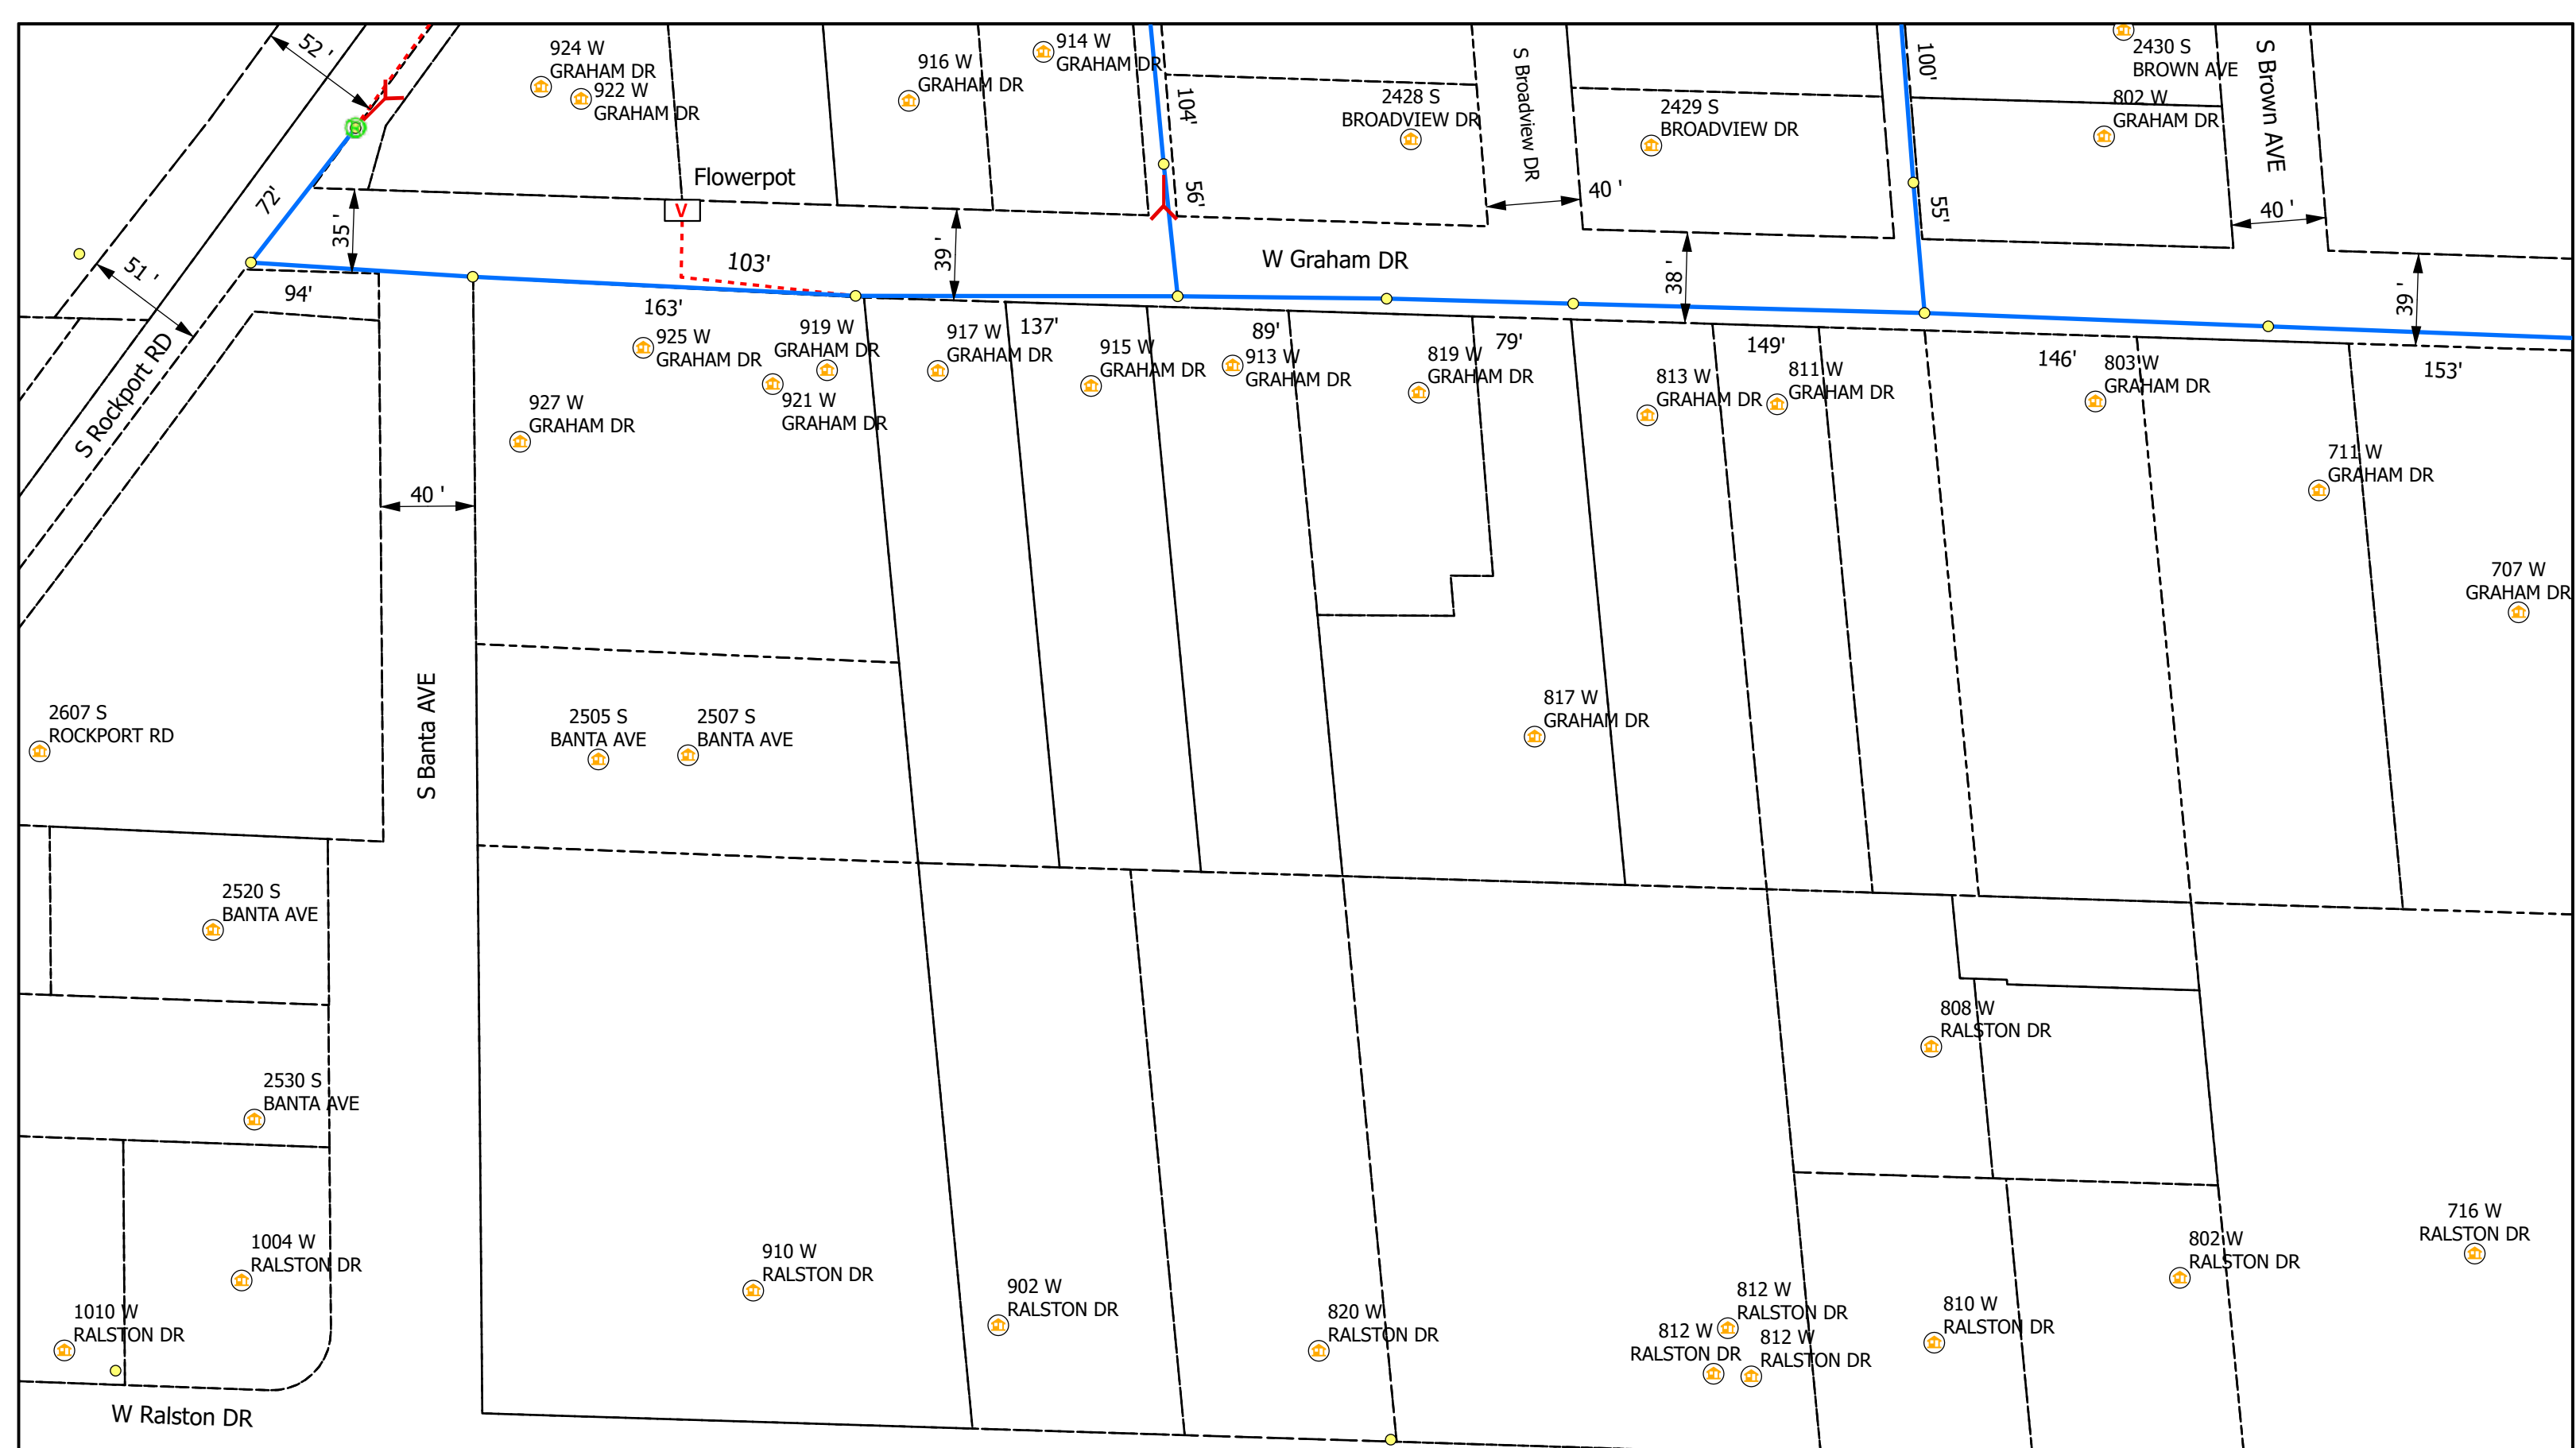 52 '
924 W
GRAHAM DR
922 W
GRAHAM DR
916 W
GRAHAM DR
914 W
GRAHAM DR
104'
56'
2428 S
BROADVIEW DR
S Broadview DR
40 '
2429 S
BROADVIEW DR
100'
55'
2430 S
BROWN AVE
802 W
GRAHAM DR
S Brown AVE
40 '
72'
35 '
Flowerpot
V
103'
39 '
W Graham DR
38 '
39 '
51 '
S Rockport RD
94'
163'
137'
89'
79'
149'
146'
153'
925 W
GRAHAM DR
919 W
GRAHAM DR
921 W
GRAHAM DR
917 W
GRAHAM DR
915 W
GRAHAM DR
913 W
GRAHAM DR
819 W
GRAHAM DR
813 W
GRAHAM DR
811 W
GRAHAM DR
803 W
GRAHAM DR
927 W
GRAHAM DR
711 W
GRAHAM DR
40 '
707 W
GRAHAM DR
S Banta AVE
2607 S
ROCKPORT RD
2505 S
BANTA AVE
2507 S
BANTA AVE
817 W
GRAHAM DR
2520 S
BANTA AVE
808 W
RALSTON DR
2530 S
BANTA AVE
1004 W
RALSTON DR
910 W
RALSTON DR
902 W
RALSTON DR
820 W
RALSTON DR
812 W
RALSTON DR
812 W
RALSTON DR
812 W
RALSTON DR
810 W
RALSTON DR
802 W
RALSTON DR
716 W
RALSTON DR
1010 W
RALSTON DR
W Ralston DR